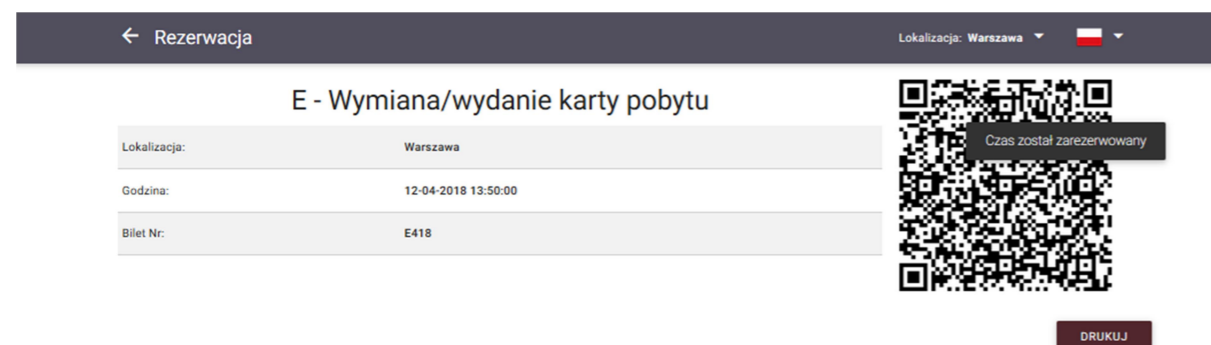 Rezerwacja
Lokalizacja: Warszawa
E - Wymiana/wydanie karty pobytu
Czas został zarezerwowany
Lokalizacja: Warszawa
Godzina: 12-04-2018 13:50:00
Bilet Nr: E418
DRUKUJ